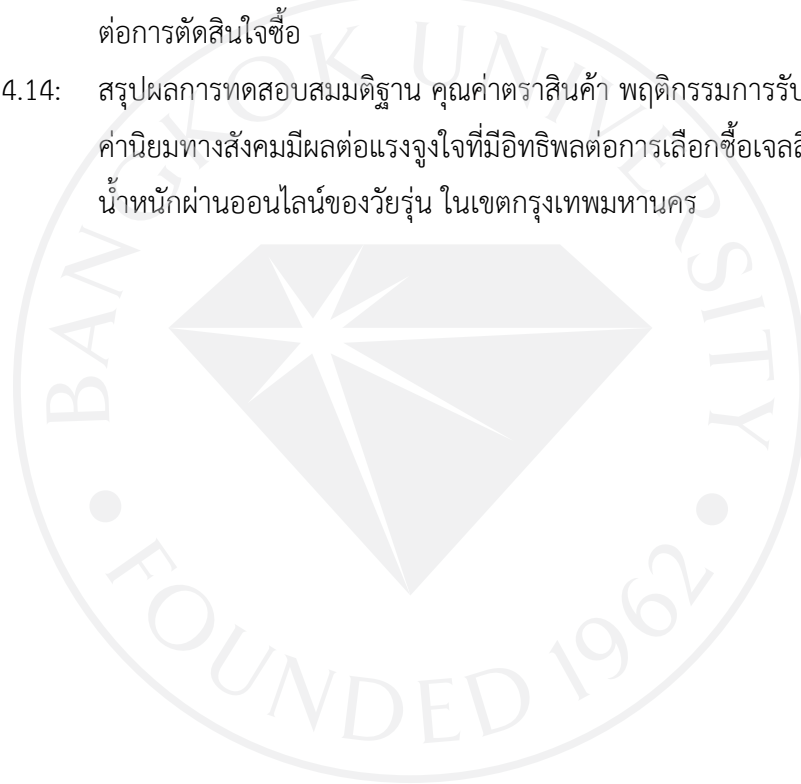 ต่อการตัดสินใจซื้อ
4.14: สรุปผลการทดสอบสมมติฐาน คุณค่าตราสินค้า พฤติกรรมการรับ
ค่านิยมทางสังคมมีผลต่อแรงจูงใจที่มีอิทธิพลต่อการเลือกซื้อเจลลี่
น้ำหนักผ่านออนไลน์ของวัยรุ่น ในเขตกรุงเทพมหานคร
BANGKOK UNIVERSITY
FOUNDED 1962